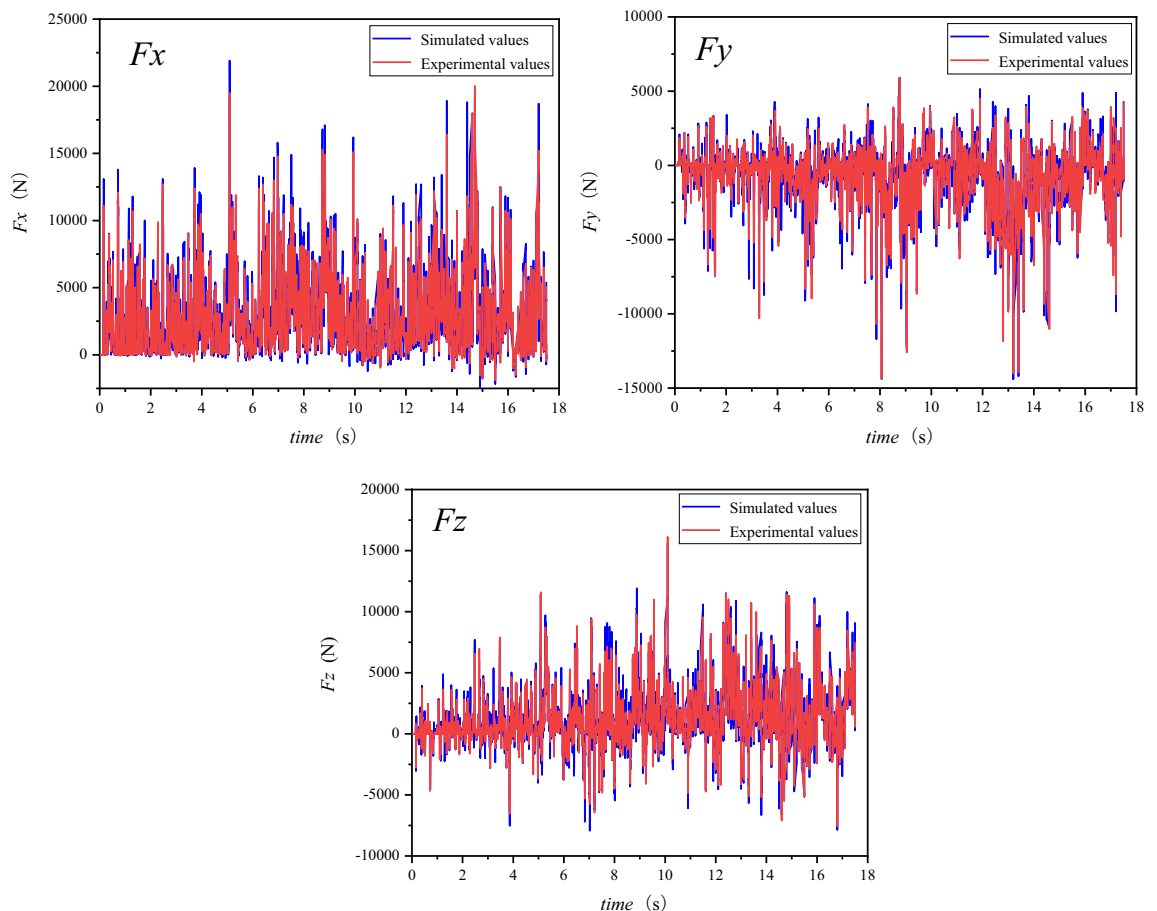 Fx
Simulated values
Experimental values
25000
20000
15000
10000
5000
0
Fx (N)
0 2 4 6 8 10 12 14 16 18
time (s)
Fy
Simulated values
Experimental values
10000
5000
0
-5000
-10000
-15000
Fy (N)
0 2 4 6 8 10 12 14 16 18
time (s)
Fz
Simulated values
Experimental values
20000
15000
10000
5000
0
-5000
-10000
Fz (N)
0 2 4 6 8 10 12 14 16 18
time (s)